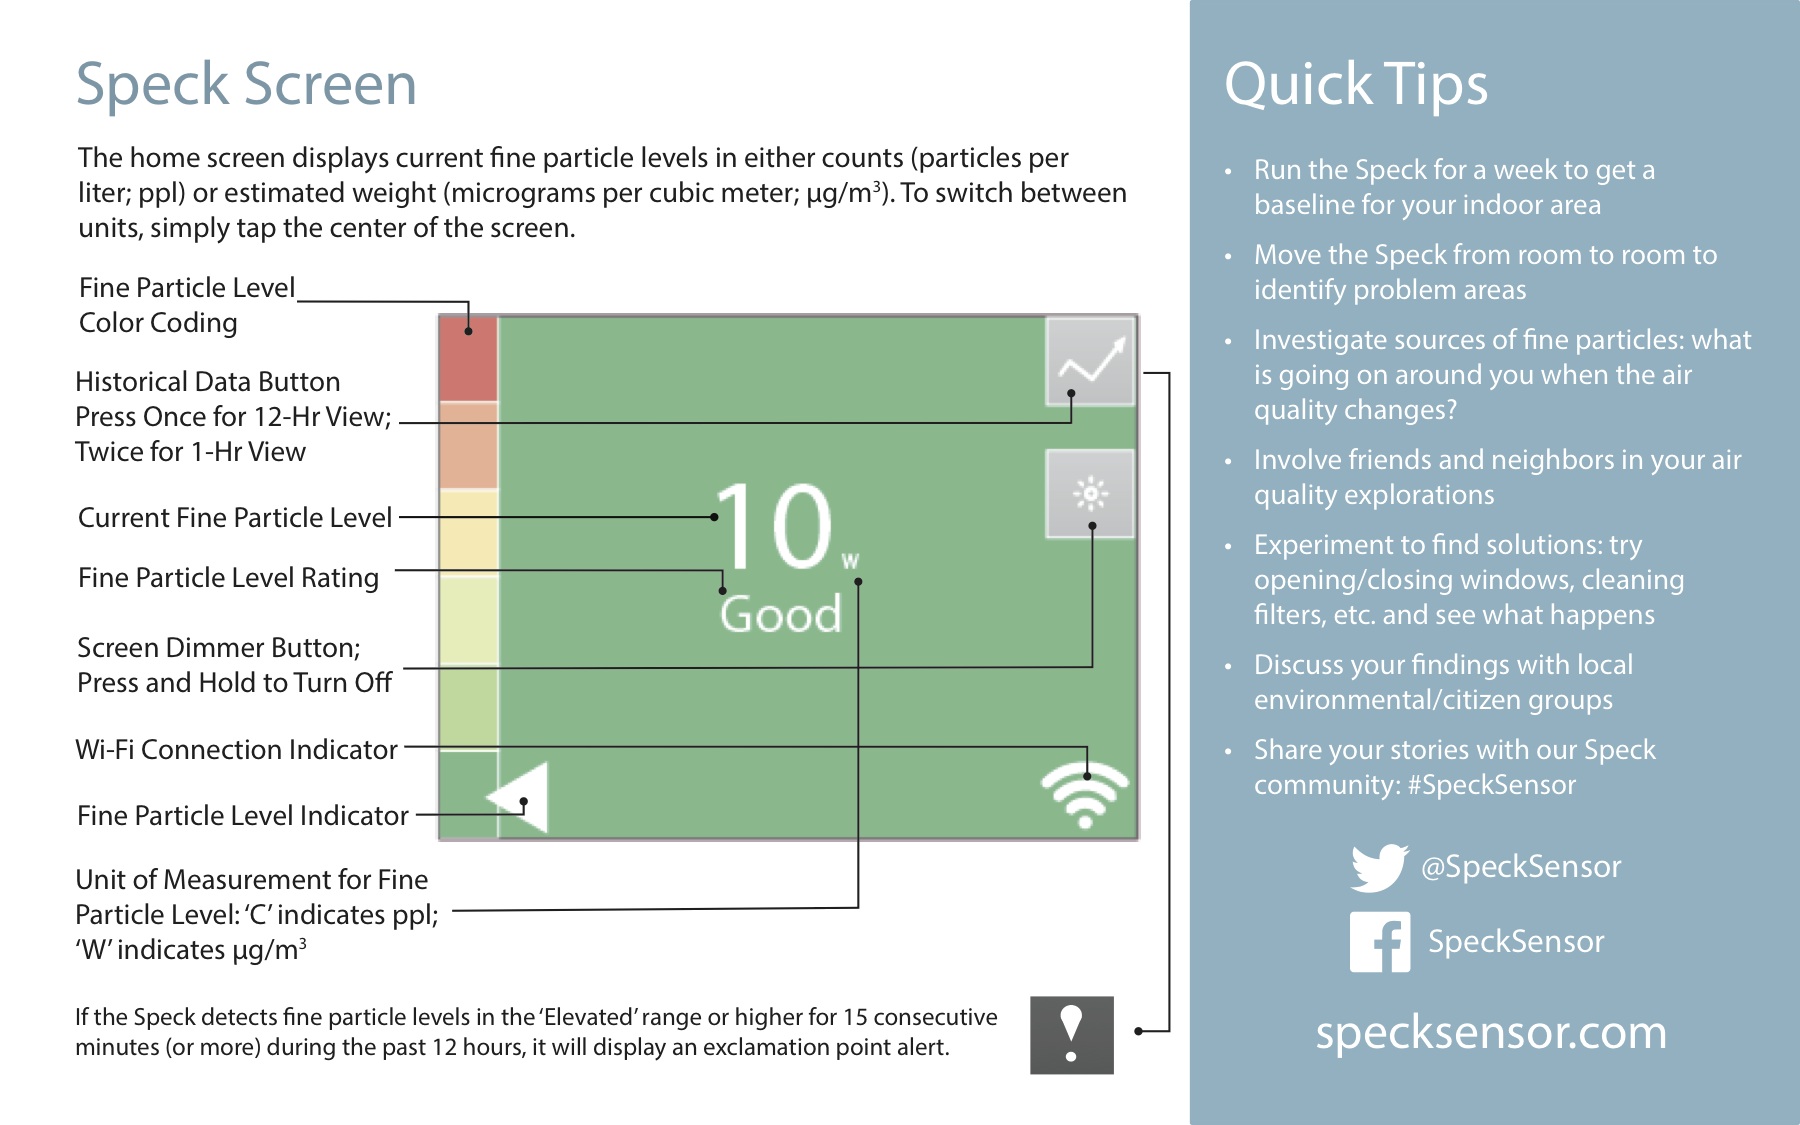 Speck Screen
The home screen displays current fine particle levels in either counts (particles per
liter; ppl) or estimated weight (micrograms per cubic meter; µg/m³). To switch between
units, simply tap the center of the screen.
Fine Particle Level
Color Coding
Historical Data Button
Press Once for 12-Hr View;
Twice for 1-Hr View
Current Fine Particle Level
Fine Particle Level Rating
Screen Dimmer Button;
Press and Hold to Turn Off
Wi-Fi Connection Indicator
Fine Particle Level Indicator
Unit of Measurement for Fine
Particle Level: ‘C’ indicates ppl;
‘W’ indicates µg/m³
10 w
Good
If the Speck detects fine particle levels in the ‘Elevated’ range or higher for 15 consecutive
minutes (or more) during the past 12 hours, it will display an exclamation point alert.
!
Quick Tips
• Run the Speck for a week to get a
baseline for your indoor area
• Move the Speck from room to room to
identify problem areas
• Investigate sources of fine particles: what
is going on around you when the air
quality changes?
• Involve friends and neighbors in your air
quality explorations
• Experiment to find solutions: try
opening/closing windows, cleaning
filters, etc. and see what happens
• Discuss your findings with local
environmental/citizen groups
• Share your stories with our Speck
community: #SpeckSensor
@SpeckSensor
SpeckSensor
specksensor.com